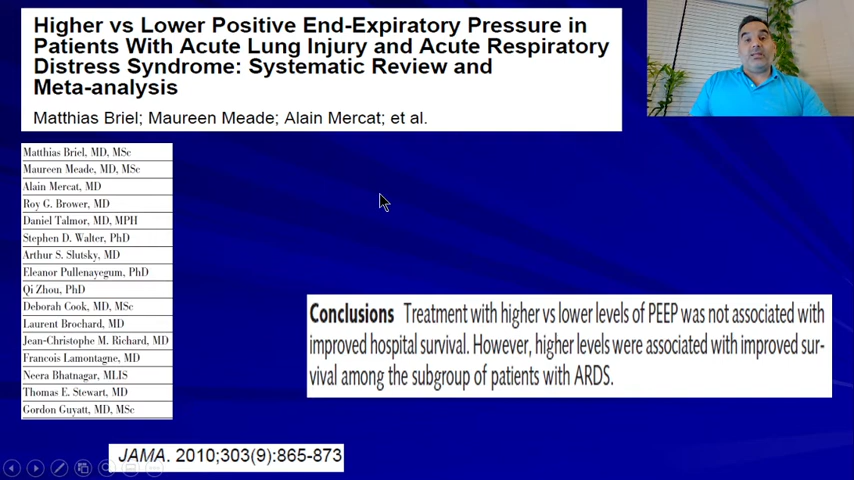 Higher vs Lower Positive End-Expiratory Pressure in
Patients With Acute Lung Injury and Acute Respiratory
Distress Syndrome: Systematic Review and
Meta-analysis
Matthias Briel; Maureen Meade; Alain Mercat; et al.
Matthias Briel, MD, MSc
Maureen Meade, MD, MSc
Alain Mercat, MD
Roy G. Brower, MD
Daniel Talmor, MD, MPH
Stephen D. Walter, PhD
Arthur S. Slutsky, MD
Eleanor Pullenayegum, PhD
Qi Zhou, PhD
Deborah Cook, MD, MSc
Laurent Brochard, MD
Jean-Christophe M. Richard, MD
Francois Lamontagne, MD
Neera Bhatnagar, MLIS
Thomas E. Stewart, MD
Gordon Guyatt, MD, MSc
Conclusions Treatment with higher vs lower levels of PEEP was not associated with
improved hospital survival. However, higher levels were associated with improved sur-
vival among the subgroup of patients with ARDS.
JAMA. 2010;303(9):865-873